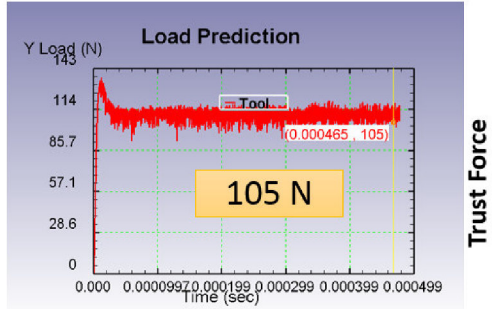 Load Prediction
Y Load (N)
143
114
85.7
57.1
28.6
0
Tool
(0.000465 , 105)
105 N
0.000 0.0000997 0.000199 0.000299 0.000399 0.000499
Time (sec)
Trust Force